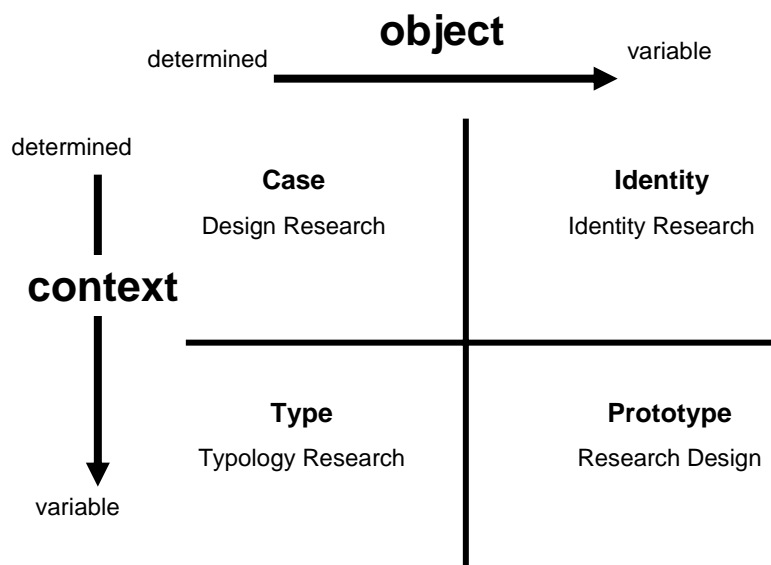 object
determined
variable
determined
Case
Identity
Design Research
Identity Research
context
Type
Prototype
Typology Research
Research Design
variable